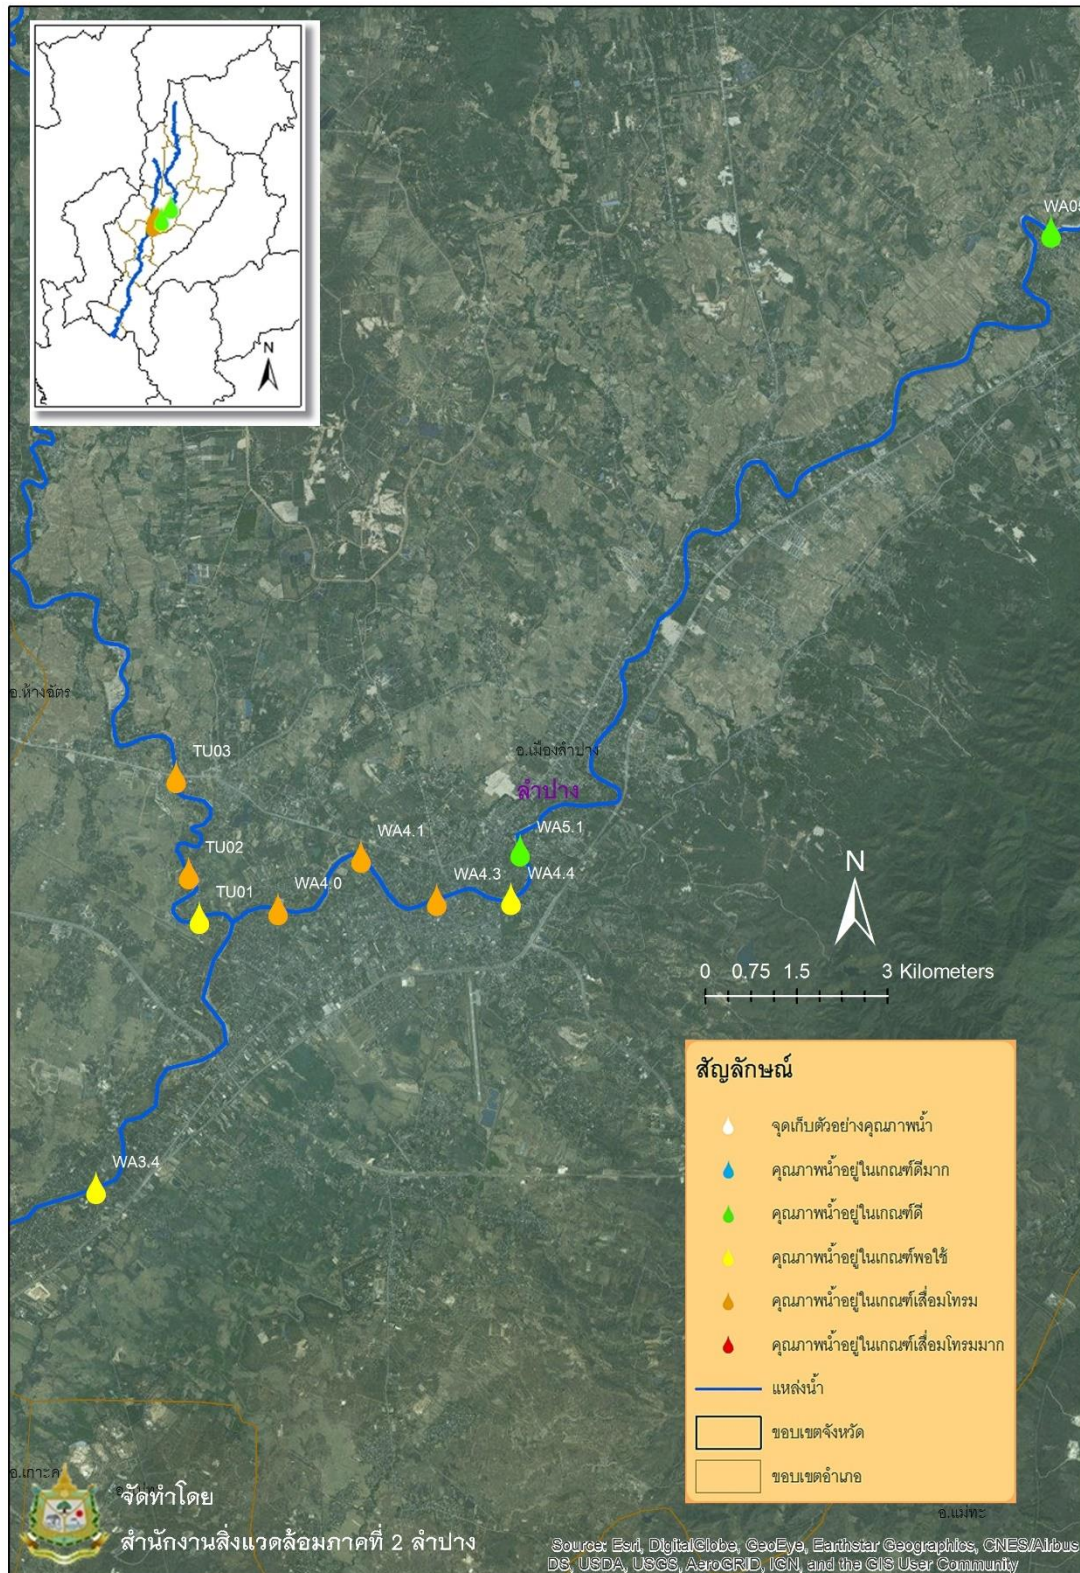 N
WA05
อ.ห้างฉัตร
TU03
อ.เมืองลำปาง
ลำปาง
WA5.1
WA4.1
TU02
WA4.3
WA4.4
TU01
WA4.0
N
0 0.75 1.5 3 Kilometers
WA3.4
สัญลักษณ์
จุดเก็บตัวอย่างคุณภาพน้ำ
คุณภาพน้ำอยู่ในเกณฑ์ดีมาก
คุณภาพน้ำอยู่ในเกณฑ์ดี
คุณภาพน้ำอยู่ในเกณฑ์พอใช้
คุณภาพน้ำอยู่ในเกณฑ์เสื่อมโทรม
คุณภาพน้ำอยู่ในเกณฑ์เสื่อมโทรมมาก
แหล่งน้ำ
ขอบเขตจังหวัด
ขอบเขตอำเภอ
อ.เกาะค
จัดทำโดย
สำนักงานสิ่งแวดล้อมภาคที่ 2 ลำปาง
อ.แม่ทะ
Source: Esri, DigitalGlobe, GeoEye, Earthstar Geographics, CNES/Airbus
DS, USDA, USGS, AeroGRID, IGN, and the GIS User Community